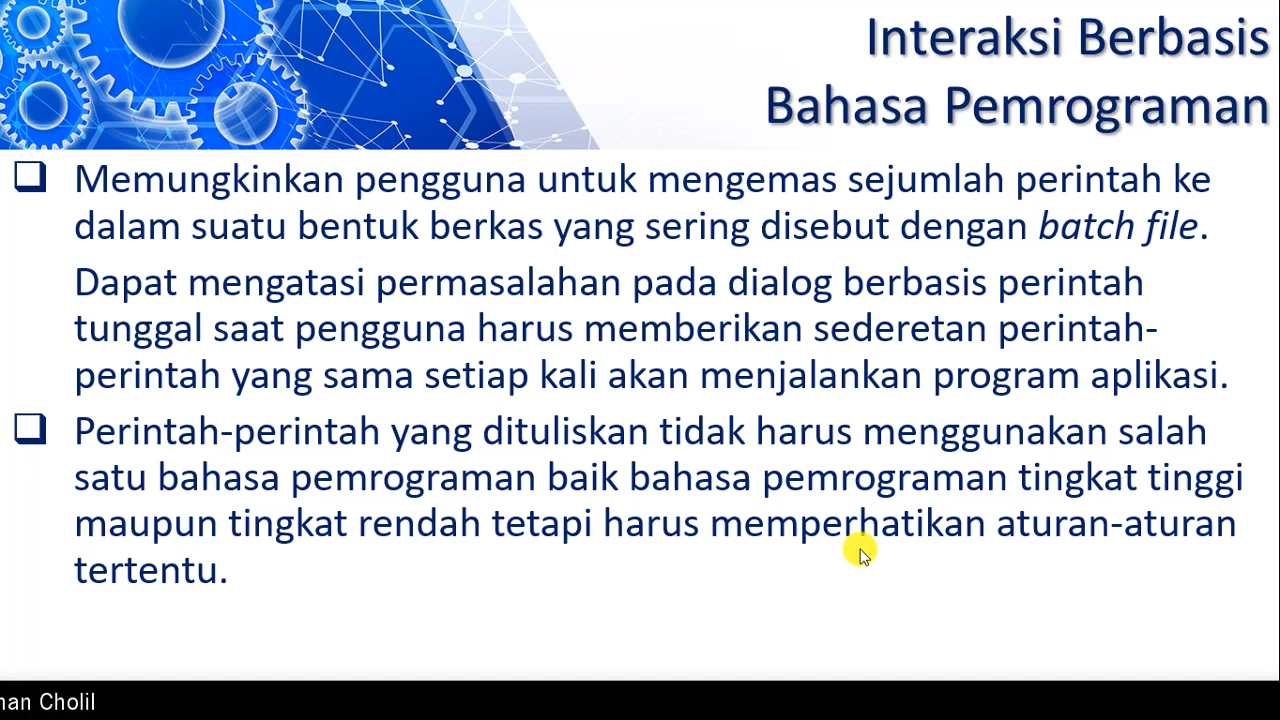 Interaksi Berbasis
Bahasa Pemrograman
Memungkinkan pengguna untuk mengemas sejumlah perintah ke
dalam suatu bentuk berkas yang sering disebut dengan batch file.
Dapat mengatasi permasalahan pada dialog berbasis perintah
tunggal saat pengguna harus memberikan sederetan perintah-
perintah yang sama setiap kali akan menjalankan program aplikasi.
Perintah-perintah yang dituliskan tidak harus menggunakan salah
satu bahasa pemrograman baik bahasa pemrograman tingkat tinggi
maupun tingkat rendah tetapi harus memperhatikan aturan-aturan
tertentu.
Cholil